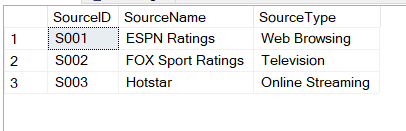 SourceID SourceName SourceType
1 S001 ESPN Ratings Web Browsing
2 S002 FOX Sport Ratings Television
3 S003 Hotstar Online Streaming